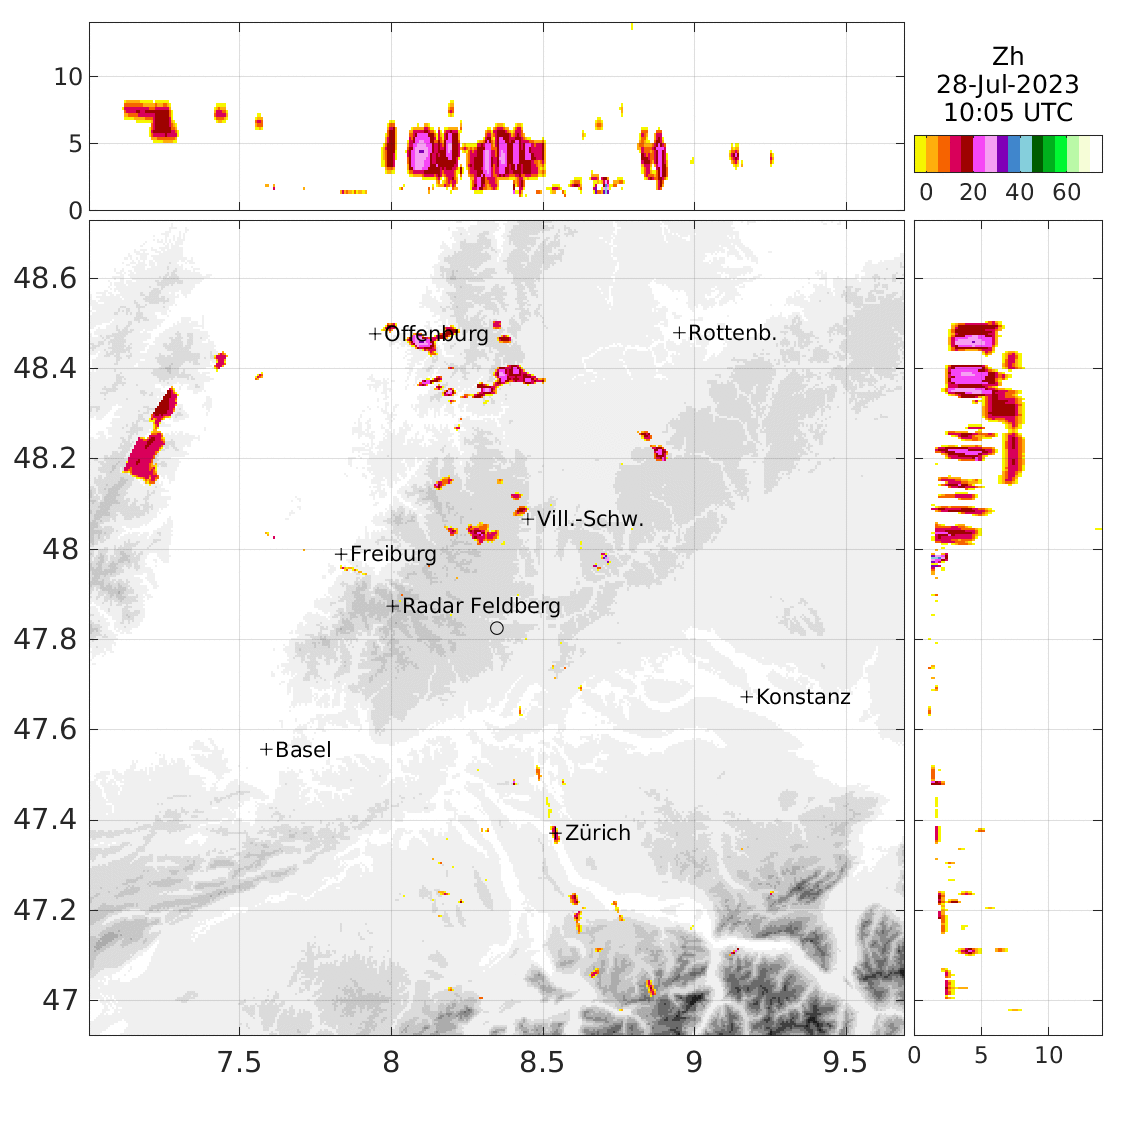 10
5
0
Zh
28-Jul-2023
10:05 UTC
0 20 40 60
48.6
48.4
48.2
48
47.8
47.6
47.4
47.2
47
Offenburg
Rottenb.
Vill.-Schw.
Freiburg
Radar Feldberg
Konstanz
Basel
Zürich
7.5 8 8.5 9 9.5
0 5 10